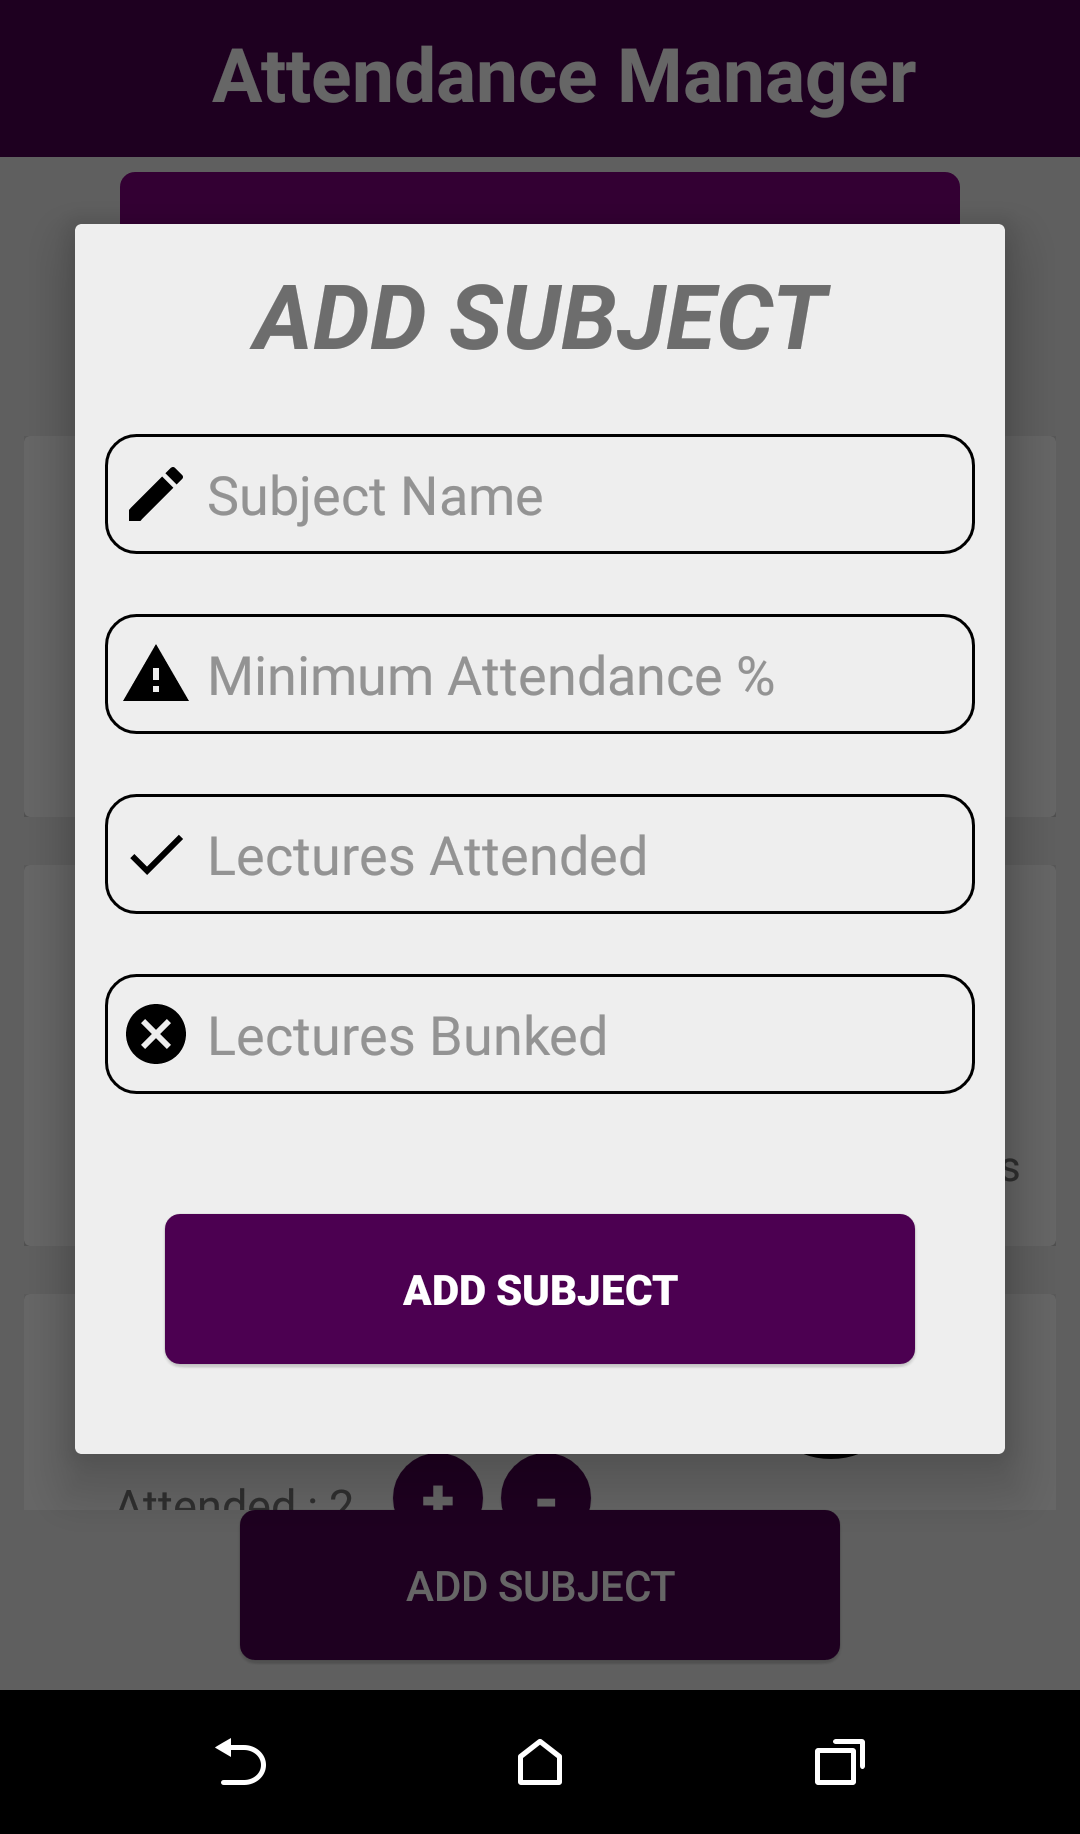 Attendance Manager
ADD SUBJECT
Subject Name
Minimum Attendance %
Lectures Attended
Lectures Bunked
s
ADD SUBJECT
Attended : 2 + -
ADD SUBJECT